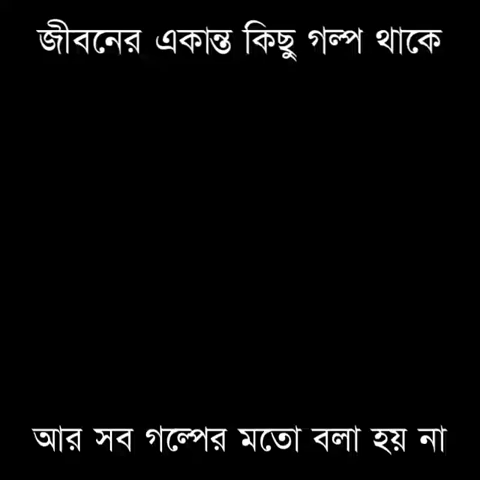 জীবনের একান্ত কিছু গল্প থাকে
আর সব গল্পের মতো বলা হয় না